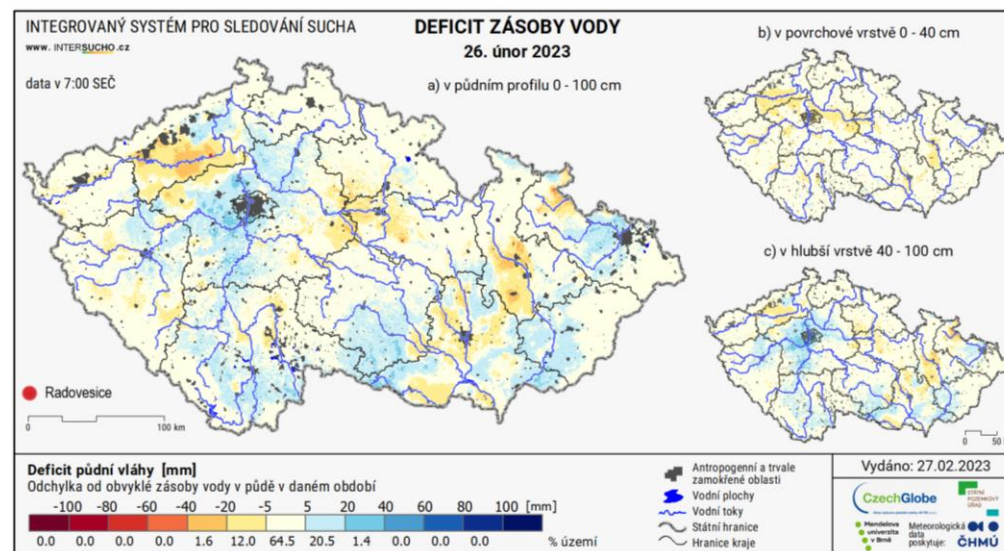 INTEGROVANÝ SYSTÉM PRO SLEDOVÁNÍ SUCHA
www. INTERSUCHO.cz
data v 7:00 SEČ
DEFICIT ZÁSOBY VODY
26. únor 2023
a) v půdním profilu 0 - 100 cm
b) v povrchové vrstvě 0 - 40 cm
c) v hlubší vrstvě 40 - 100 cm
Radovesice
0 100 km
0 50
Deficit půdní vláhy [mm]
Odchylka od obvyklé zásoby vody v půdě v daném období
-100 -80 -60 -40 -20 -5 5 20 40 60 80 100 [mm]
0.0 0.0 0.0 0.0 1.6 12.0 64.5 20.5 1.4 0.0 0.0 0.0 0.0 % území
Antropogenní a trvale
zamokřené oblasti
Vodní plochy
Vodní toky
Státní hranice
Hranice kraje
Vydáno: 27.02.2023
CzechGlobe
STÁTNÍ
POZEMKOVÝ
ÚŘAD
Mendelova
univerzita
v Brně
Meteorologická
data
poskytuje:
ČHMÚ